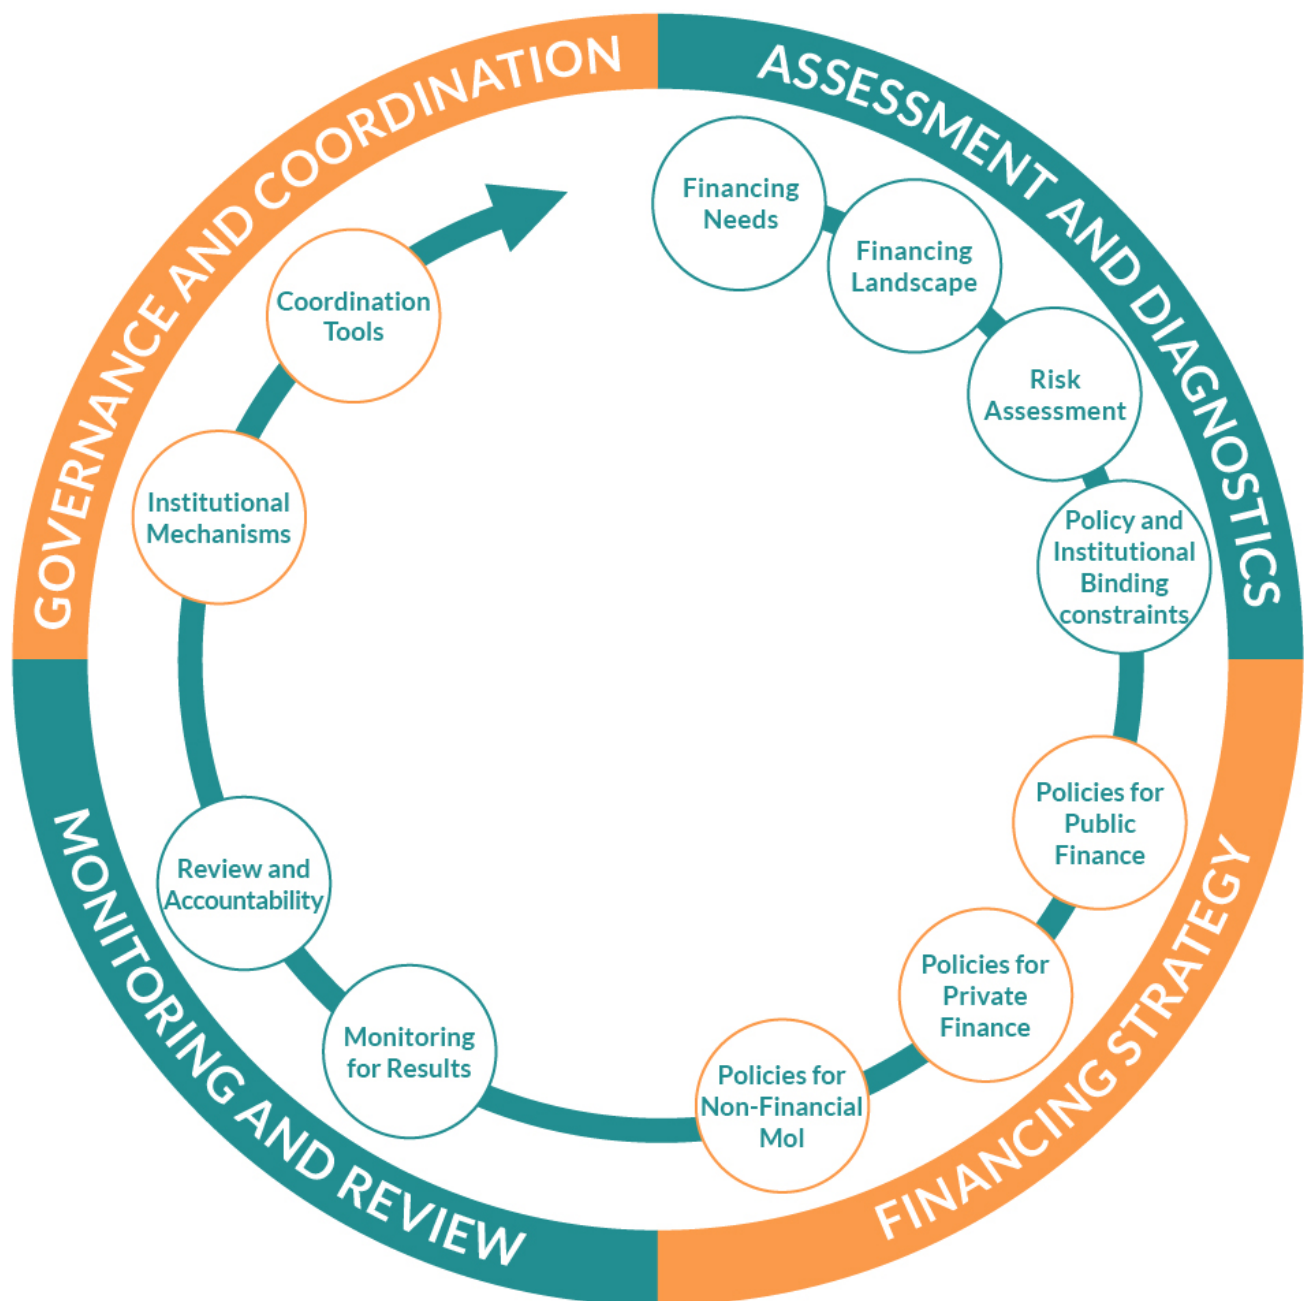 ASSESSMENT AND DIAGNOSTICS
Financing
Needs
Financing
Landscape
Risk
Assessment
Policy and
Institutional
Binding
constraints
FINANCING STRATEGY
Policies for
Public
Finance
Policies for
Private
Finance
Policies for
Non-Financial
MoI
MONITORING AND REVIEW
Monitoring
for Results
Review and
Accountability
GOVERNANCE AND COORDINATION
Institutional
Mechanisms
Coordination
Tools